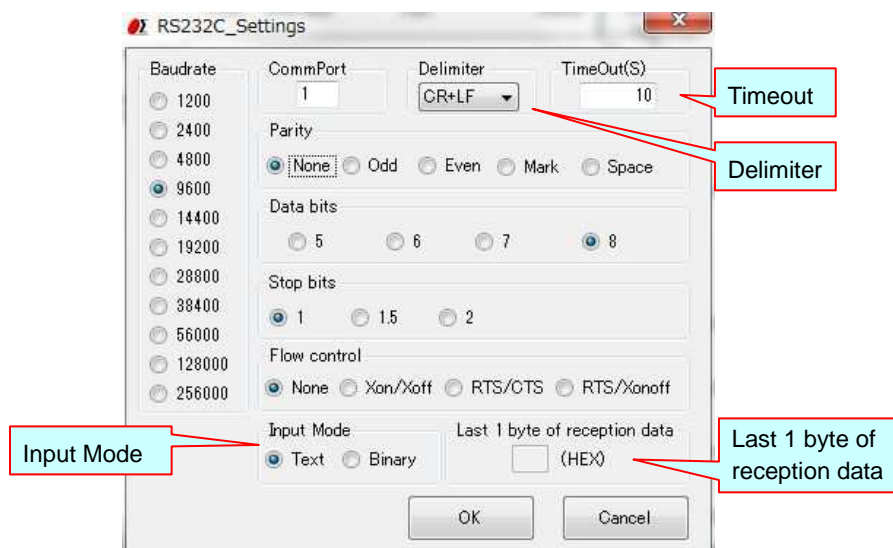 RS232C_Settings
Baudrate
1200
2400
4800
9600
14400
19200
28800
38400
56000
128000
256000
CommPort
1
Delimiter
CR+LF
TimeOut(S)
10
Parity
None Odd Even Mark Space
Data bits
5 6 7 8
Stop bits
1 1.5 2
Flow control
None Xon/Xoff RTS/CTS RTS/Xonoff
Input Mode
Text Binary
Last 1 byte of reception data
(HEX)
OK Cancel
Timeout
Delimiter
Input Mode
Last 1 byte of
reception data